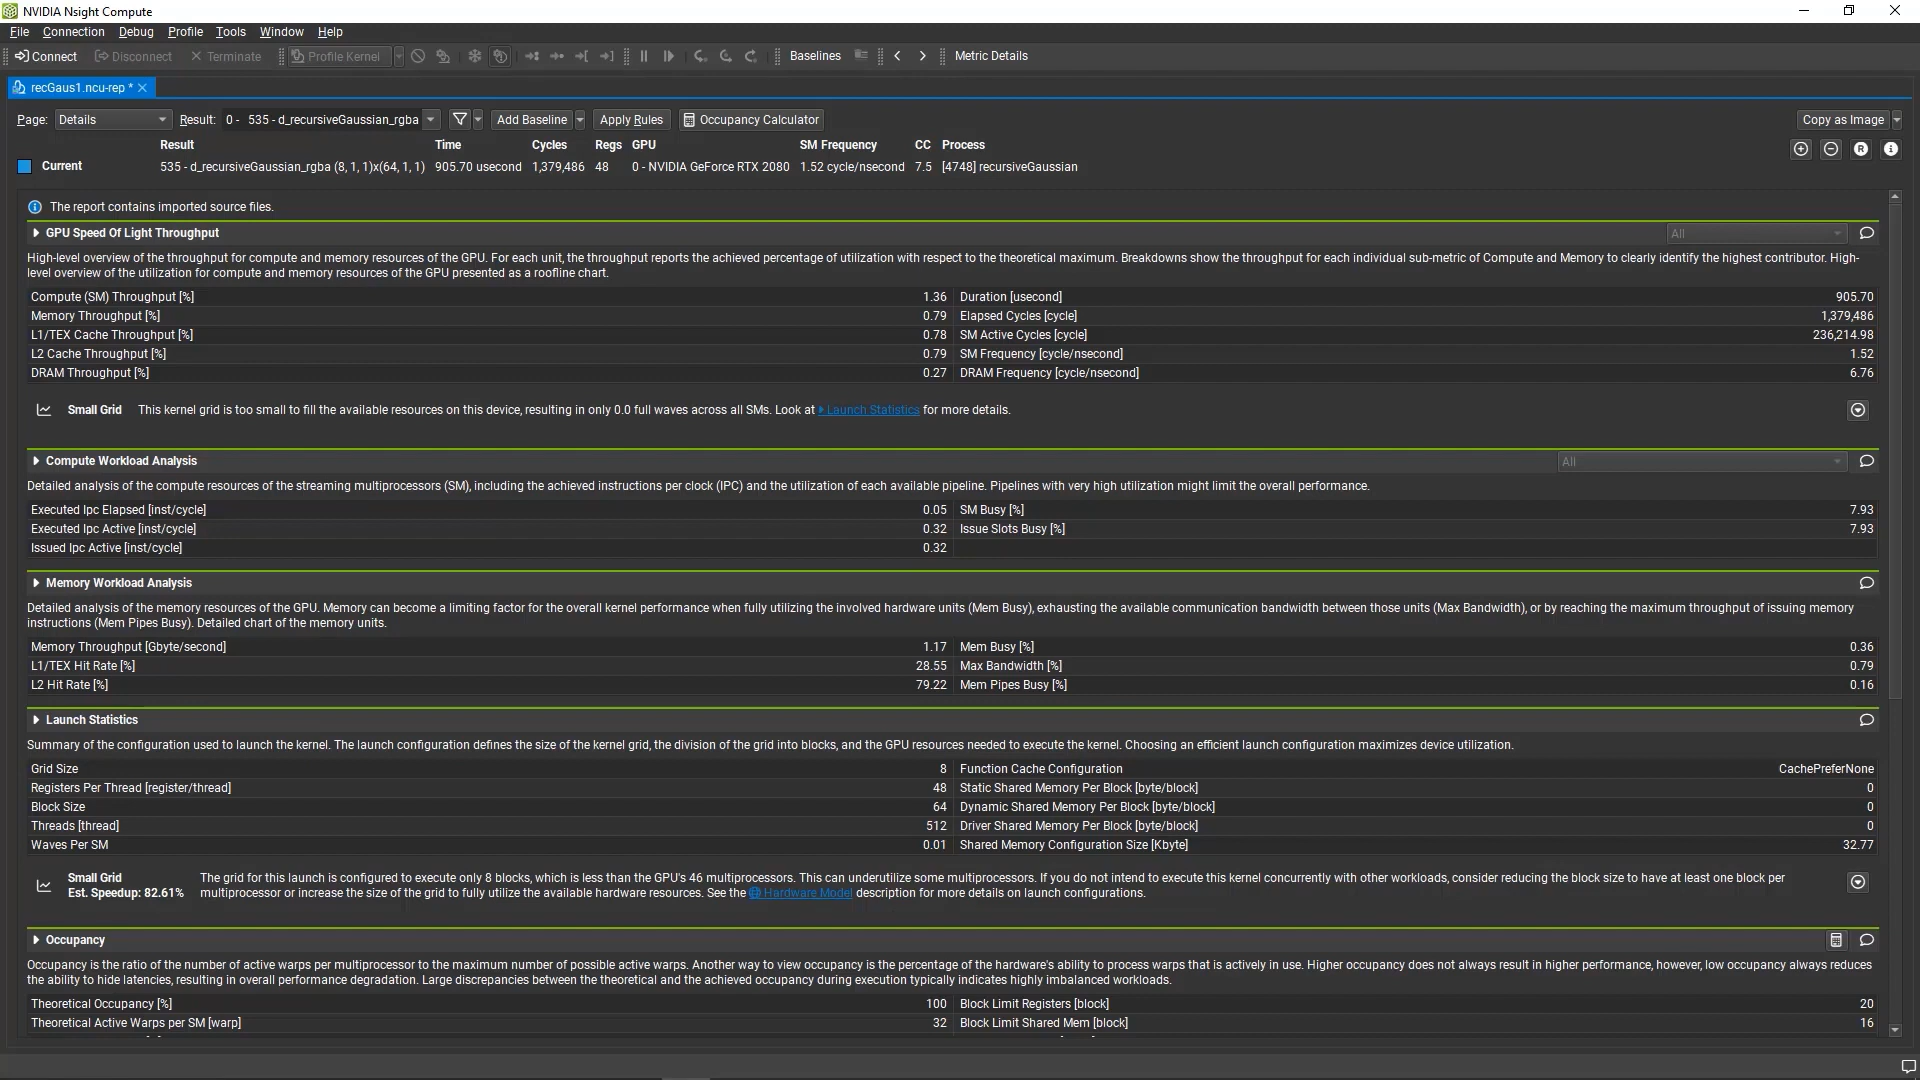 NVIDIA Nsight Compute
File Connection Debug Profile Tools Window Help
Connect Disconnect Terminate Profile Kernel Baselines Metric Details
recGaus1.ncu-rep *
Page: Details Result: 0 - 535 - d_recursiveGaussian_rgba Add Baseline Apply Rules Occupancy Calculator Copy as Image
Result Time Cycles Regs GPU SM Frequency CC Process
Current 535 - d_recursiveGaussian_rgba (8, 1, 1)x(64, 1, 1) 905.70 usecond 1,379,486 48 0 - NVIDIA GeForce RTX 2080 1.52 cycle/nsecond 7.5 [4748] recursiveGaussian
The report contains imported source files.
GPU Speed Of Light Throughput All
High-level overview of the throughput for compute and memory resources of the GPU. For each unit, the throughput reports the achieved percentage of utilization with respect to the theoretical maximum. Breakdowns show the throughput for each individual sub-metric of Compute and Memory to clearly identify the highest contributor. High-
level overview of the utilization for compute and memory resources of the GPU presented as a roofline chart.
Compute (SM) Throughput [%] 1.36 Duration [usecond] 905.70
Memory Throughput [%] 0.79 Elapsed Cycles [cycle] 1,379,486
L1/TEX Cache Throughput [%] 0.78 SM Active Cycles [cycle] 236,214.98
L2 Cache Throughput [%] 0.79 SM Frequency [cycle/nsecond] 1.52
DRAM Throughput [%] 0.27 DRAM Frequency [cycle/nsecond] 6.76
Small Grid This kernel grid is too small to fill the available resources on this device, resulting in only 0.0 full waves across all SMs. Look at Launch Statistics for more details.
Compute Workload Analysis All
Detailed analysis of the compute resources of the streaming multiprocessors (SM), including the achieved instructions per clock (IPC) and the utilization of each available pipeline. Pipelines with very high utilization might limit the overall performance.
Executed Ipc Elapsed [inst/cycle] 0.05 SM Busy [%] 7.93
Executed Ipc Active [inst/cycle] 0.32 Issue Slots Busy [%] 7.93
Issued Ipc Active [inst/cycle] 0.32
Memory Workload Analysis
Detailed analysis of the memory resources of the GPU. Memory can become a limiting factor for the overall kernel performance when fully utilizing the involved hardware units (Mem Busy), exhausting the available communication bandwidth between those units (Max Bandwidth), or by reaching the maximum throughput of issuing memory
instructions (Mem Pipes Busy). Detailed chart of the memory units.
Memory Throughput [Gbyte/second] 1.17 Mem Busy [%] 0.36
L1/TEX Hit Rate [%] 28.55 Max Bandwidth [%] 0.79
L2 Hit Rate [%] 79.22 Mem Pipes Busy [%] 0.16
Launch Statistics
Summary of the configuration used to launch the kernel. The launch configuration defines the size of the kernel grid, the division of the grid into blocks, and the GPU resources needed to execute the kernel. Choosing an efficient launch configuration maximizes device utilization.
Grid Size 8 Function Cache Configuration CachePreferNone
Registers Per Thread [register/thread] 48 Static Shared Memory Per Block [byte/block] 0
Block Size 64 Dynamic Shared Memory Per Block [byte/block] 0
Threads [thread] 512 Driver Shared Memory Per Block [byte/block] 0
Waves Per SM 0.01 Shared Memory Configuration Size [Kbyte] 32.77
Small Grid The grid for this launch is configured to execute only 8 blocks, which is less than the GPU's 46 multiprocessors. This can underutilize some multiprocessors. If you do not intend to execute this kernel concurrently with other workloads, consider reducing the block size to have at least one block per
Est. Speedup: 82.61% multiprocessor or increase the size of the grid to fully utilize the available hardware resources. See the Hardware Model description for more details on launch configurations.
Occupancy
Occupancy is the ratio of the number of active warps per multiprocessor to the maximum number of possible active warps. Another way to view occupancy is the percentage of the hardware's ability to process warps that is actively in use. Higher occupancy does not always result in higher performance, however, low occupancy always reduces
the ability to hide latencies, resulting in overall performance degradation. Large discrepancies between the theoretical and the achieved occupancy during execution typically indicates highly imbalanced workloads.
Theoretical Occupancy [%] 100 Block Limit Registers [block] 20
Theoretical Active Warps per SM [warp] 32 Block Limit Shared Mem [block] 16